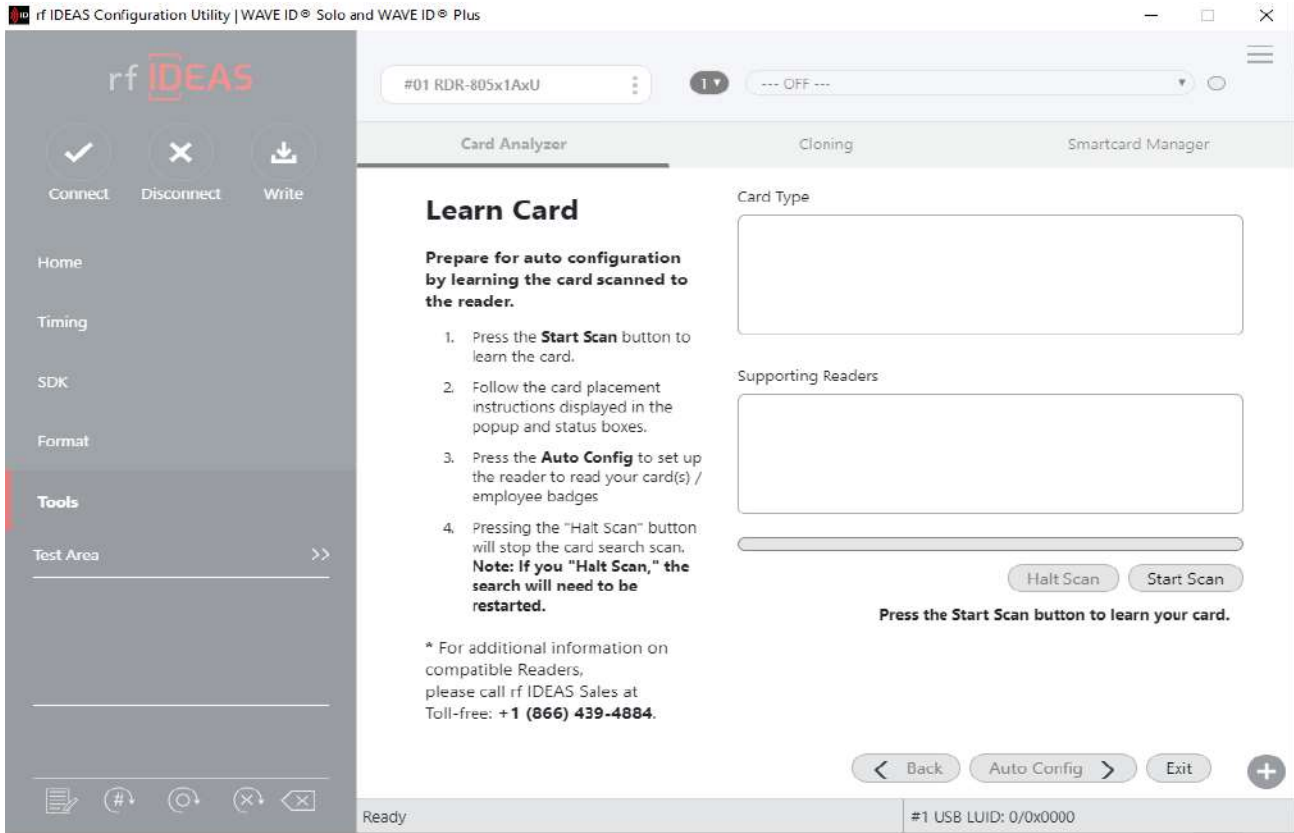 rf IDEAS Configuration Utility | WAVE ID® Solo and WAVE ID® Plus
rf IDEAS
Connect
Disconnect
Write
Home
Timing
SDK
Format
Tools
Test Area >>
#01 RDR-805x1AxU
1
--- OFF ---
Card Analyzer
Cloning
Smartcard Manager
Learn Card
Prepare for auto configuration
by learning the card scanned to
the reader.
1. Press the Start Scan button to
learn the card.
2. Follow the card placement
instructions displayed in the
popup and status boxes.
3. Press the Auto Config to set up
the reader to read your card(s) /
employee badges
4. Pressing the "Halt Scan" button
will stop the card search scan.
Note: If you "Halt Scan," the
search will need to be
restarted.
* For additional information on
compatible Readers,
please call rf IDEAS Sales at
Toll-free: +1 (866) 439-4884.
Card Type
Supporting Readers
Halt Scan
Start Scan
Press the Start Scan button to learn your card.
Back
Auto Config
Exit
Ready
#1 USB LUID: 0/0x0000